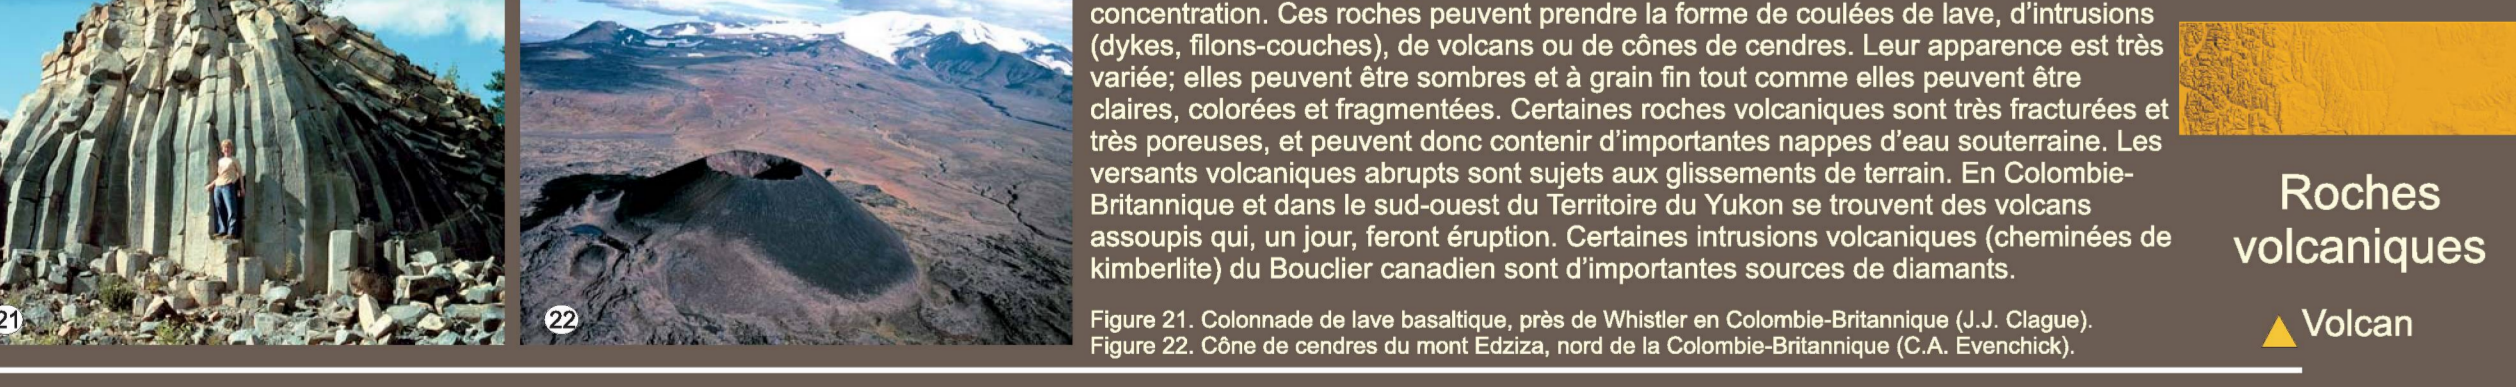 concentration. Ces roches peuvent prendre la forme de coulées de lave, d'intrusions
(dykes, filons-couches), de volcans ou de cônes de cendres. Leur apparence est très
variée; elles peuvent être sombres et à grain fin tout comme elles peuvent être
claires, colorées et fragmentées. Certaines roches volcaniques sont très fracturées et
très poreuses, et peuvent donc contenir d'importantes nappes d'eau souterraine. Les
versants volcaniques abrupts sont sujets aux glissements de terrain. En Colombie-
Britannique et dans le sud-ouest du Territoire du Yukon se trouvent des volcans
assoupis qui, un jour, feront éruption. Certaines intrusions volcaniques (cheminées de
kimberlite) du Bouclier canadien sont d'importantes sources de diamants.
Figure 21. Colonnade de lave basaltique, près de Whistler en Colombie-Britannique (J.J. Clague).
Figure 22. Cône de cendres du mont Edziza, nord de la Colombie-Britannique (C.A. Evenchick).
21
22
Roches
volcaniques
Volcan